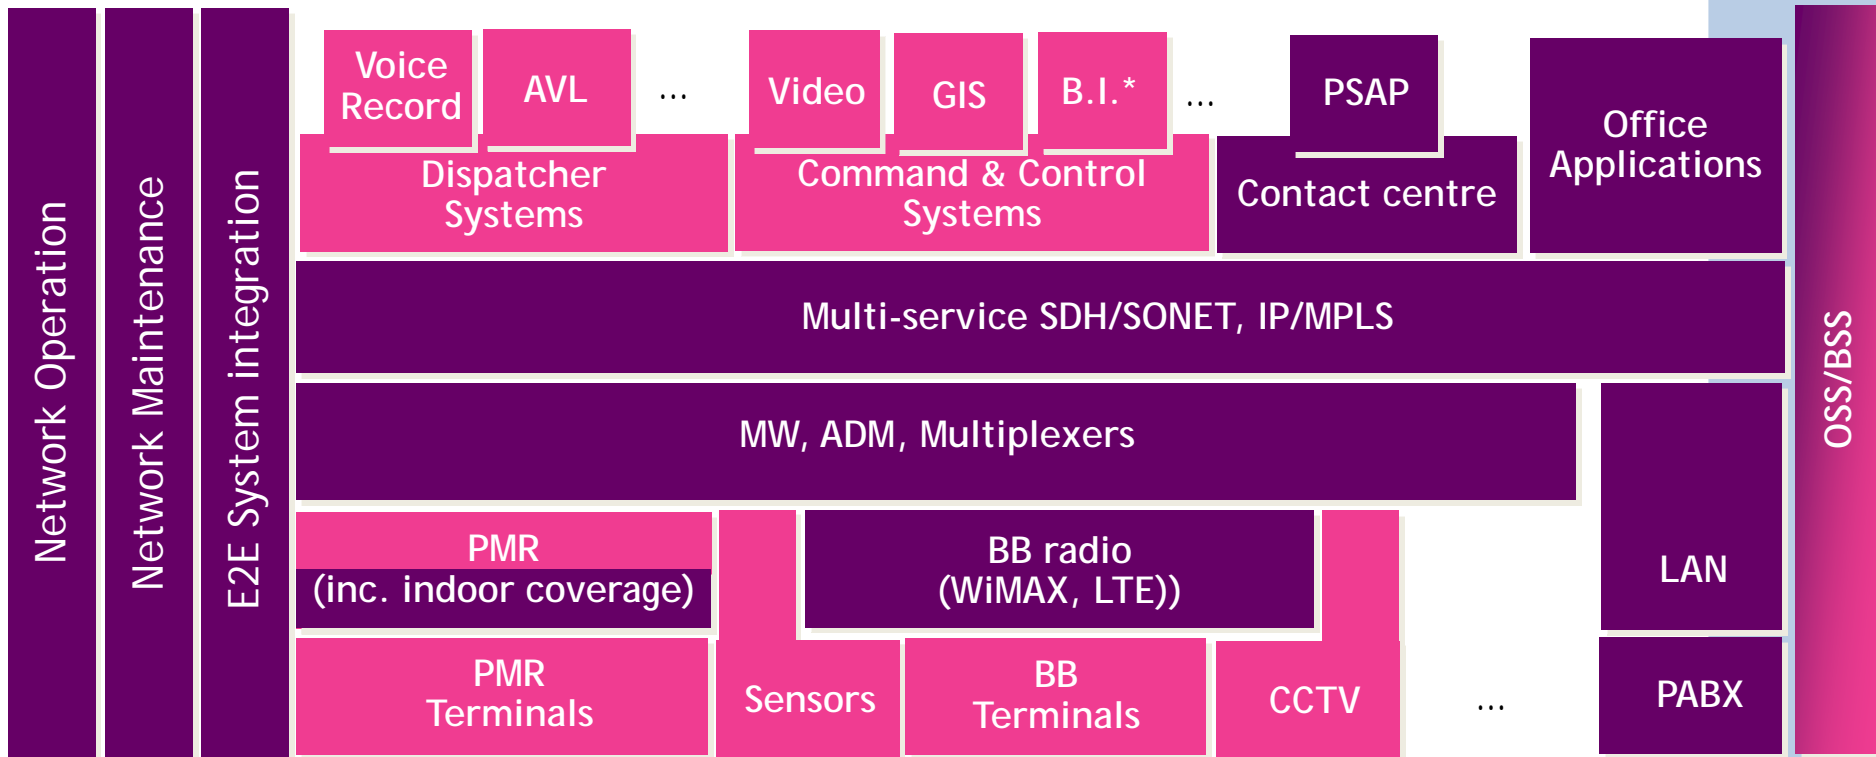 Network Operation
Network Maintenance
E2E System integration
Voice
Record
AVL
...
Video
GIS
B.I.*
...
PSAP
Office
Applications
Dispatcher
Systems
Command & Control
Systems
Contact centre
Multi-service SDH/SONET, IP/MPLS
MW, ADM, Multiplexers
PMR
(inc. indoor coverage)
BB radio
(WiMAX, LTE))
LAN
PMR
Terminals
Sensors
BB
Terminals
CCTV
...
PABX
OSS/BSS